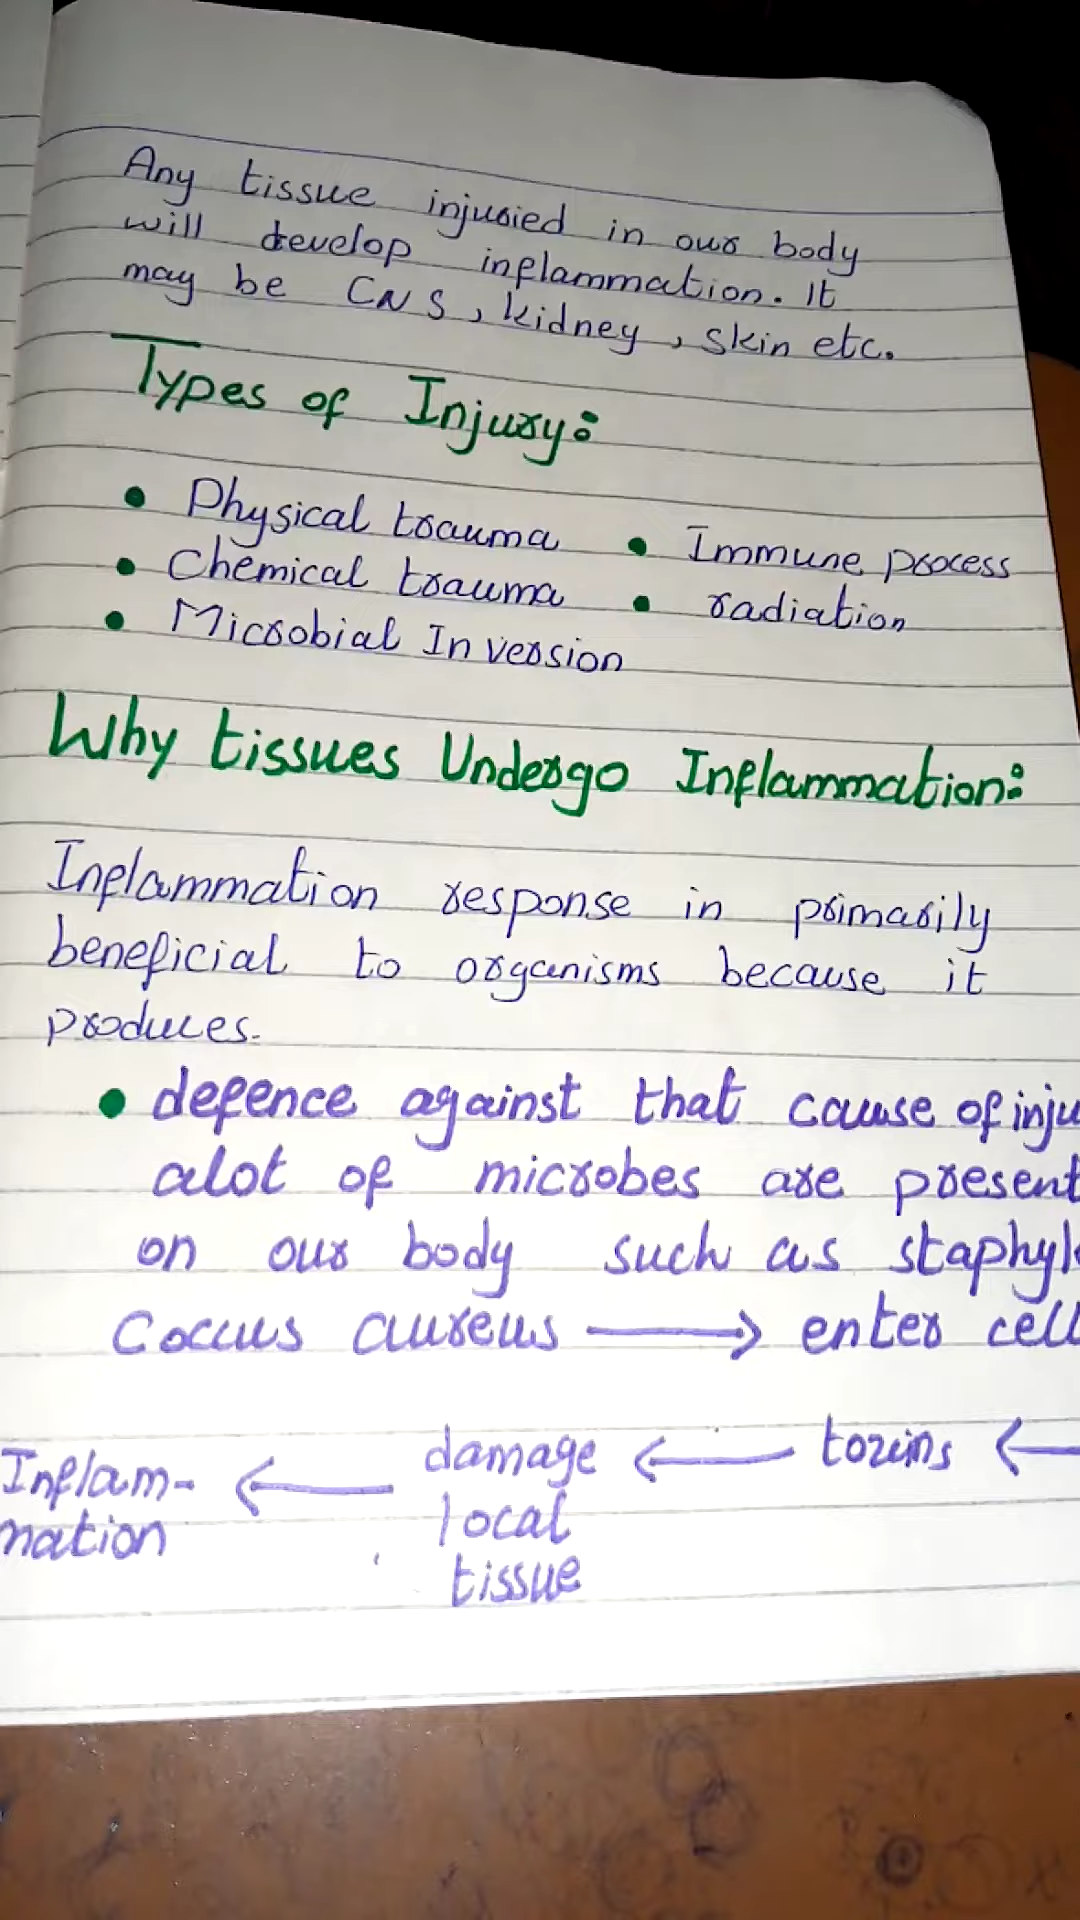 Any tissue injuried in our body
will develop inflammation. It
may be CNS, kidney, skin etc.
Types of Injury:
• Physical trauma • Immune process
• Chemical trauma • radiation
• Microbial Inversion
Why tissues Undergo Inflammation:
Inflammation response in primarily
beneficial to organisms because it
produces.
• defence against that cause of inju
alot of microbes are present
on our body such as staphyl
Coccus aureus → enter cell
Inflam- ← damage ← toxins ←
mation local
tissue